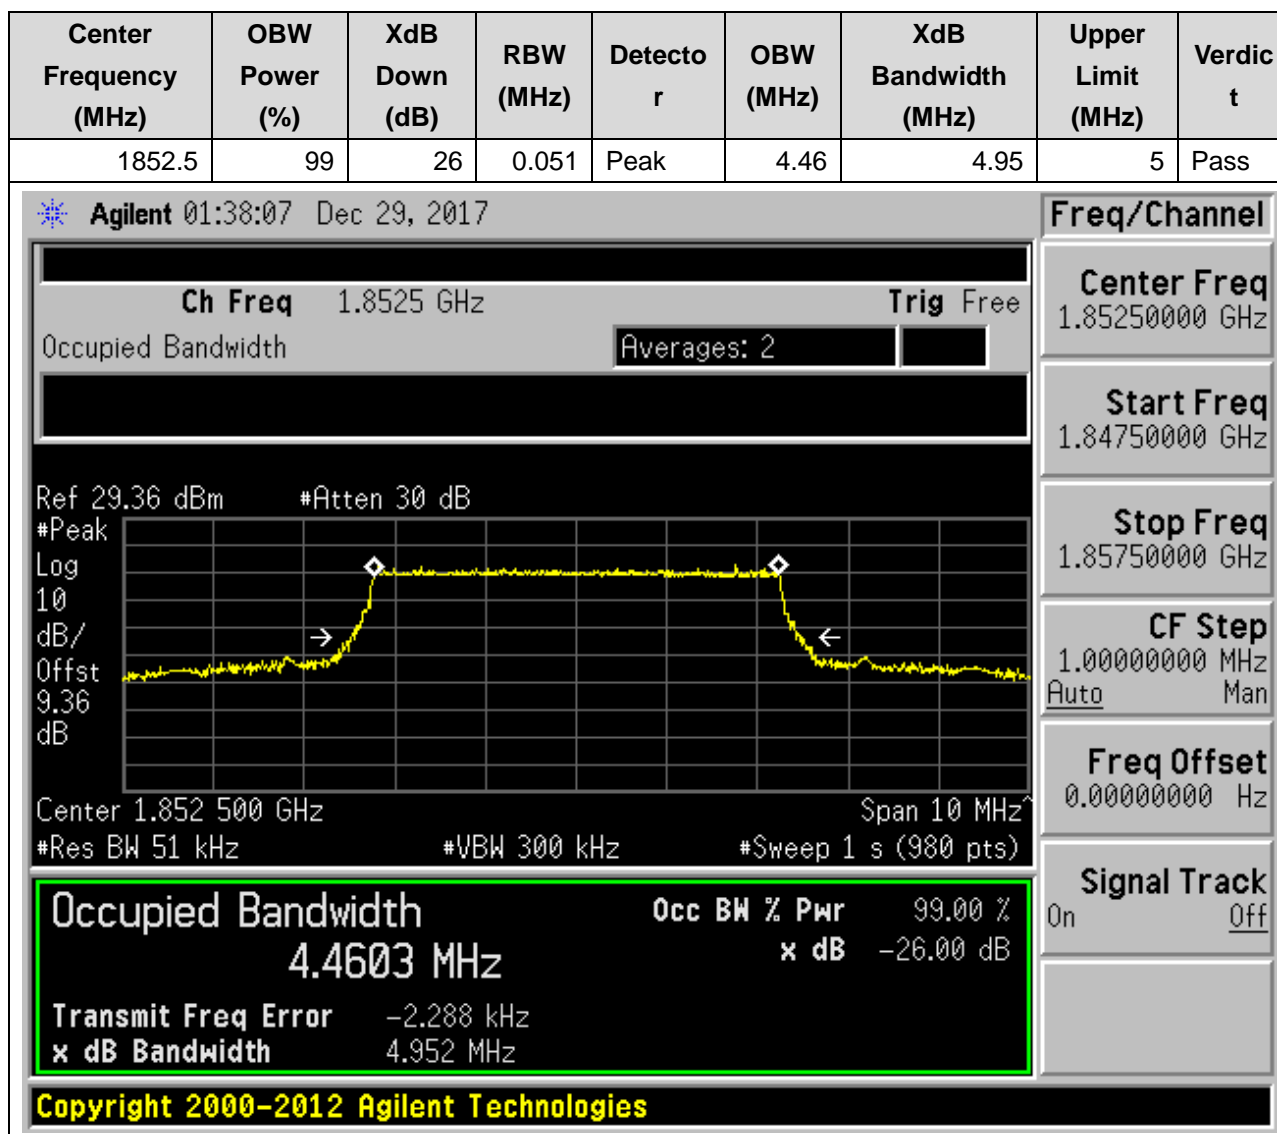 Center Frequency (MHz) OBW Power (%) XdB Down (dB) RBW (MHz) Detecto r OBW (MHz) XdB Bandwidth (MHz) Upper Limit (MHz) Verdic t
1852.5 99 26 0.051 Peak 4.46 4.95 5 Pass
Agilent 01:38:07 Dec 29, 2017
Freq/Channel
Ch Freq 1.8525 GHz Trig Free
Occupied Bandwidth Averages: 2
Ref 29.36 dBm #Atten 30 dB
#Peak
Log
10
dB/
Offst
9.36
dB
Center 1.852 500 GHz Span 10 MHz^
#Res BW 51 kHz #VBW 300 kHz #Sweep 1 s (980 pts)
Occupied Bandwidth Occ BW % Pwr 99.00 %
4.4603 MHz x dB -26.00 dB
Transmit Freq Error -2.288 kHz
x dB Bandwidth 4.952 MHz
Center Freq
1.85250000 GHz
Start Freq
1.84750000 GHz
Stop Freq
1.85750000 GHz
CF Step
1.00000000 MHz
Auto Man
Freq Offset
0.00000000 Hz
Signal Track
On Off
Copyright 2000-2012 Agilent Technologies